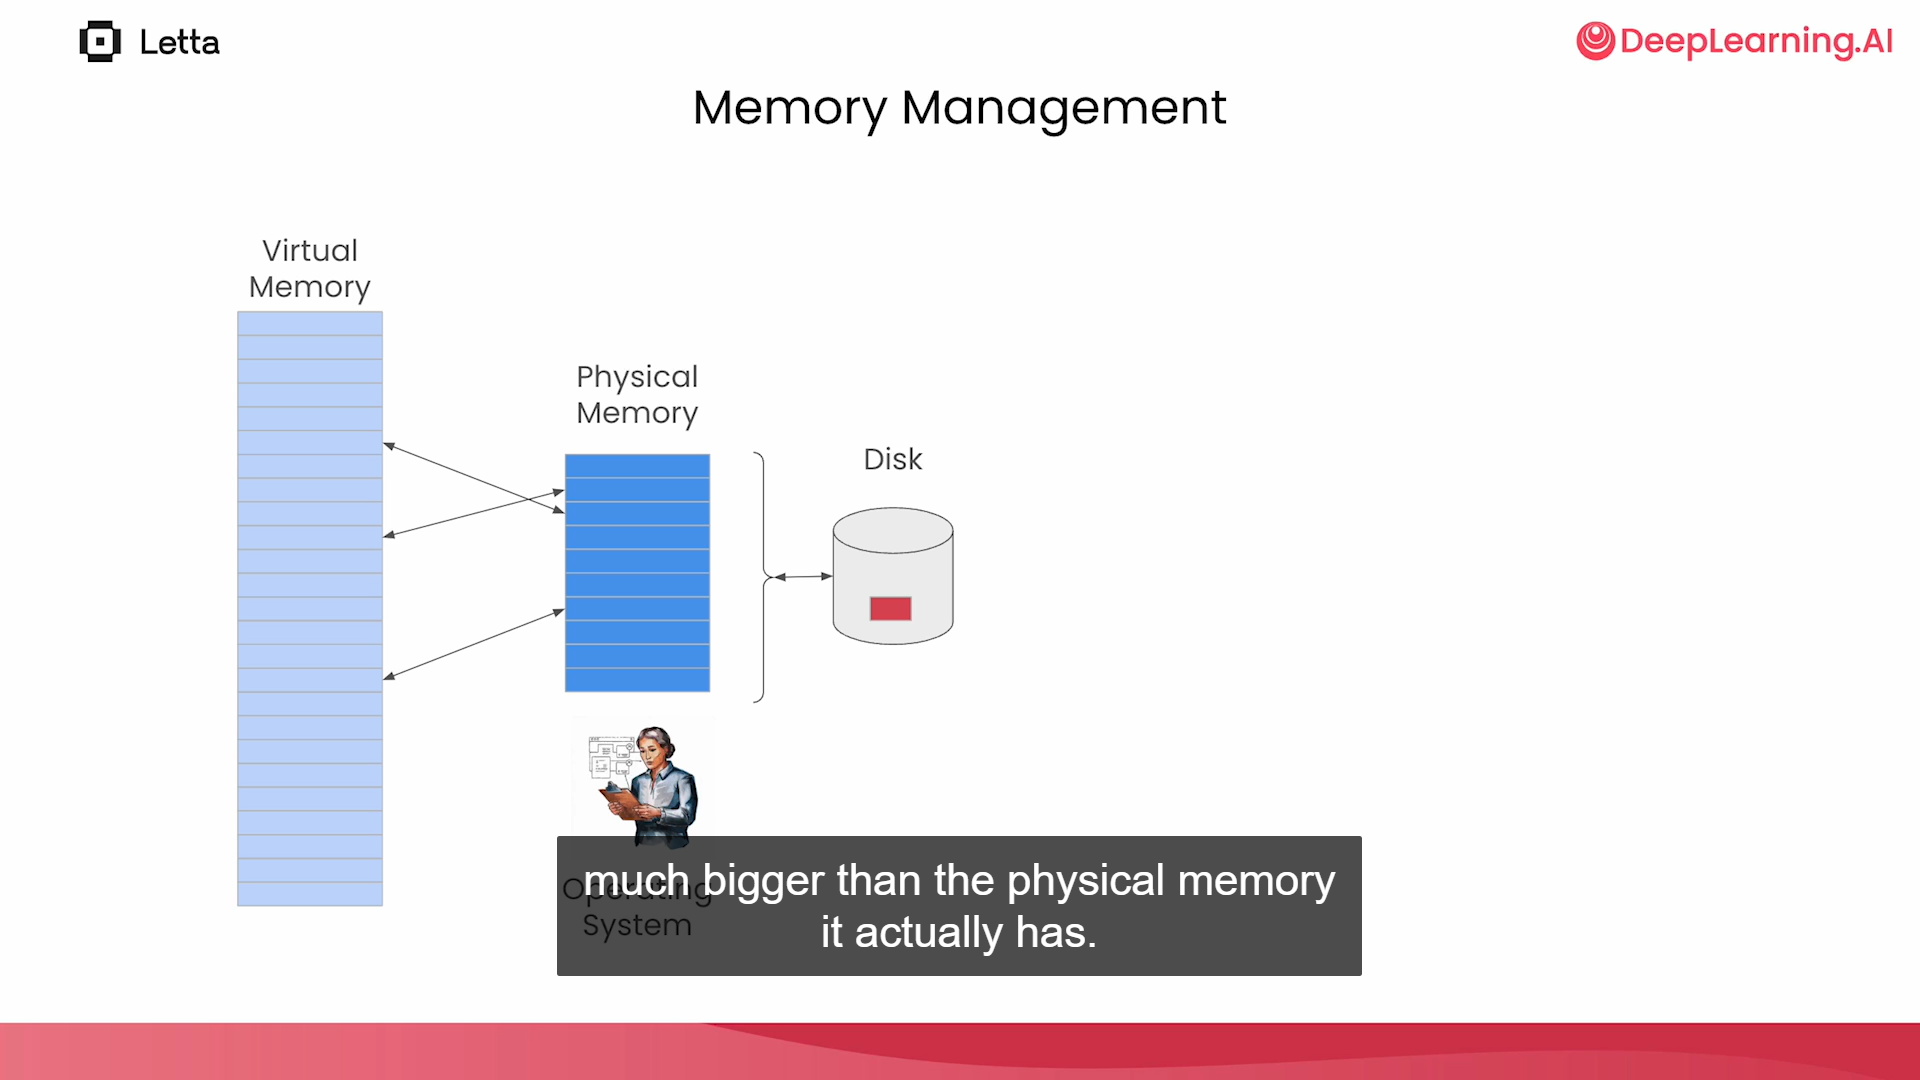 Letta
DeepLearning.AI
Memory Management
Virtual
Memory
Physical
Memory
Disk
Operating
System
much bigger than the physical memory
it actually has.